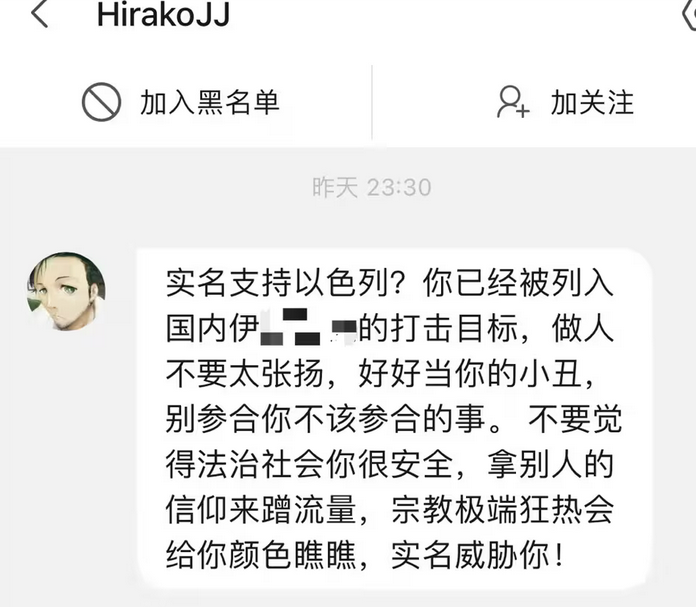 HirakoJJ
加入黑名单
加关注
昨天 23:30
实名支持以色列？你已经被列入
国内伊的打击目标，做人
不要太张扬，好好当你的小丑，
别参合你不该参合的事。 不要觉
得法治社会你很安全，拿别人的
信仰来蹭流量，宗教极端狂热会
给你颜色瞧瞧，实名威胁你！